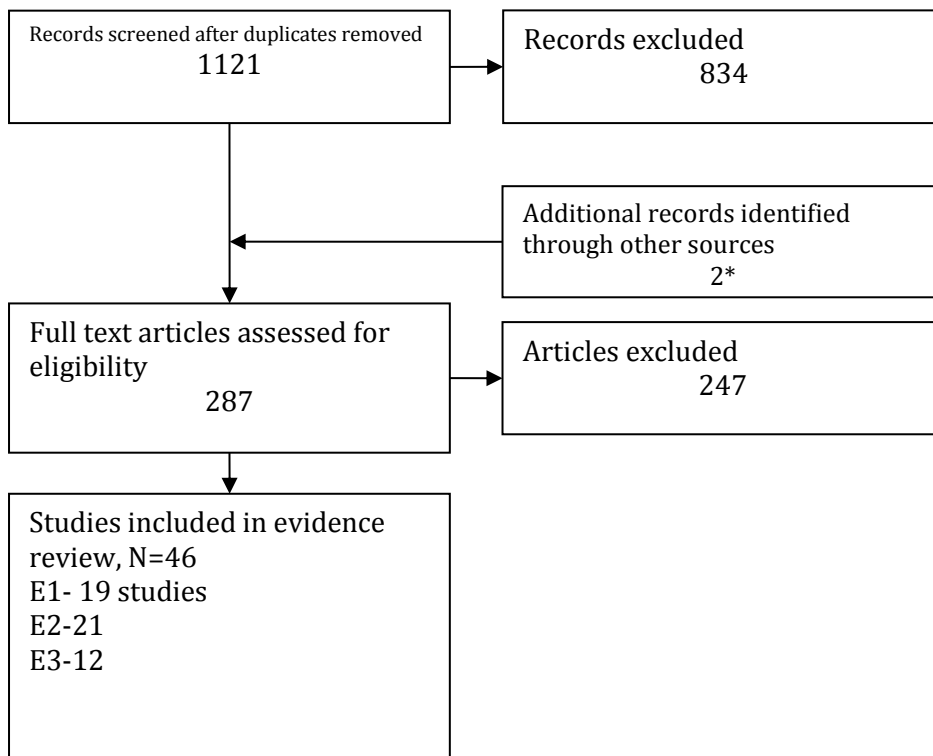 Records screened after duplicates removed
1121
Records excluded
834
Additional records identified
through other sources
2*
Full text articles assessed for
eligibility
287
Articles excluded
247
Studies included in evidence
review, N=46
E1- 19 studies
E2-21
E3-12